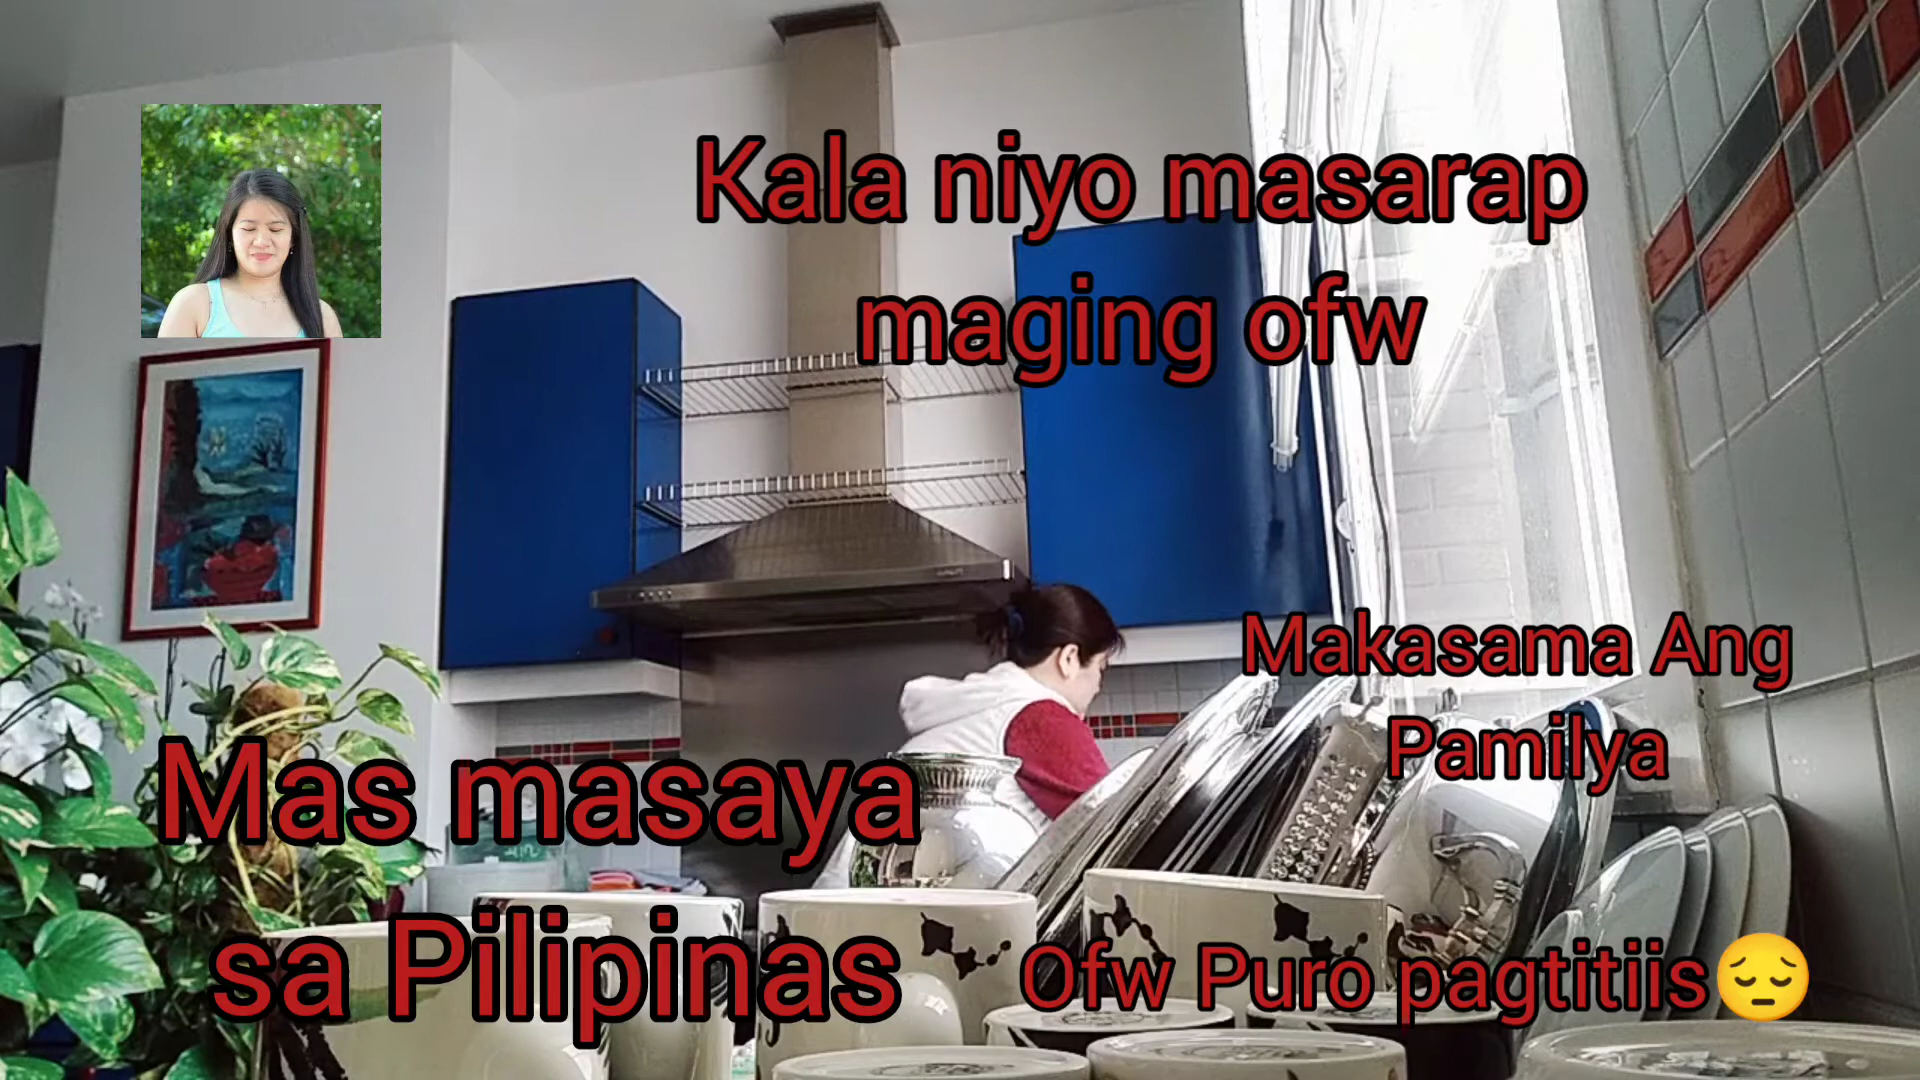 Kala niyo masarap
maging ofw
Makasama Ang
Pamilya
Mas masaya
sa Pilipinas
Ofw Puro pagtitiis😔